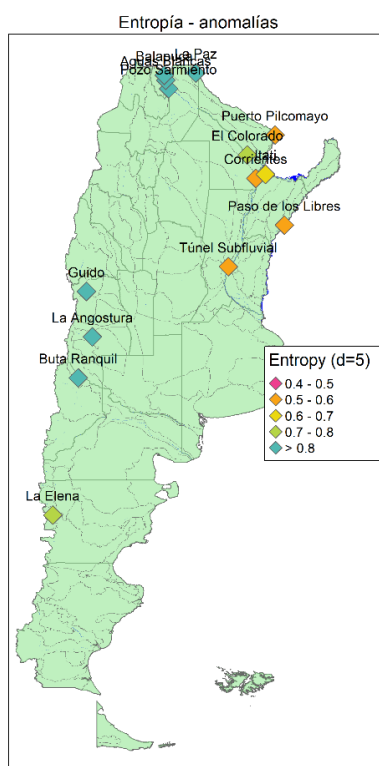 Entropía - anomalías
La Paz
Balapuca
Aguas Blancas
Pozo Sarmiento
Puerto Pilcomayo
El Colorado
Itatí
Corrientes
Paso de los Libres
Túnel Subfluvial
Guido
La Angostura
Buta Ranquil
Entropy (d=5)
0.4 - 0.5
0.5 - 0.6
0.6 - 0.7
0.7 - 0.8
> 0.8
La Elena